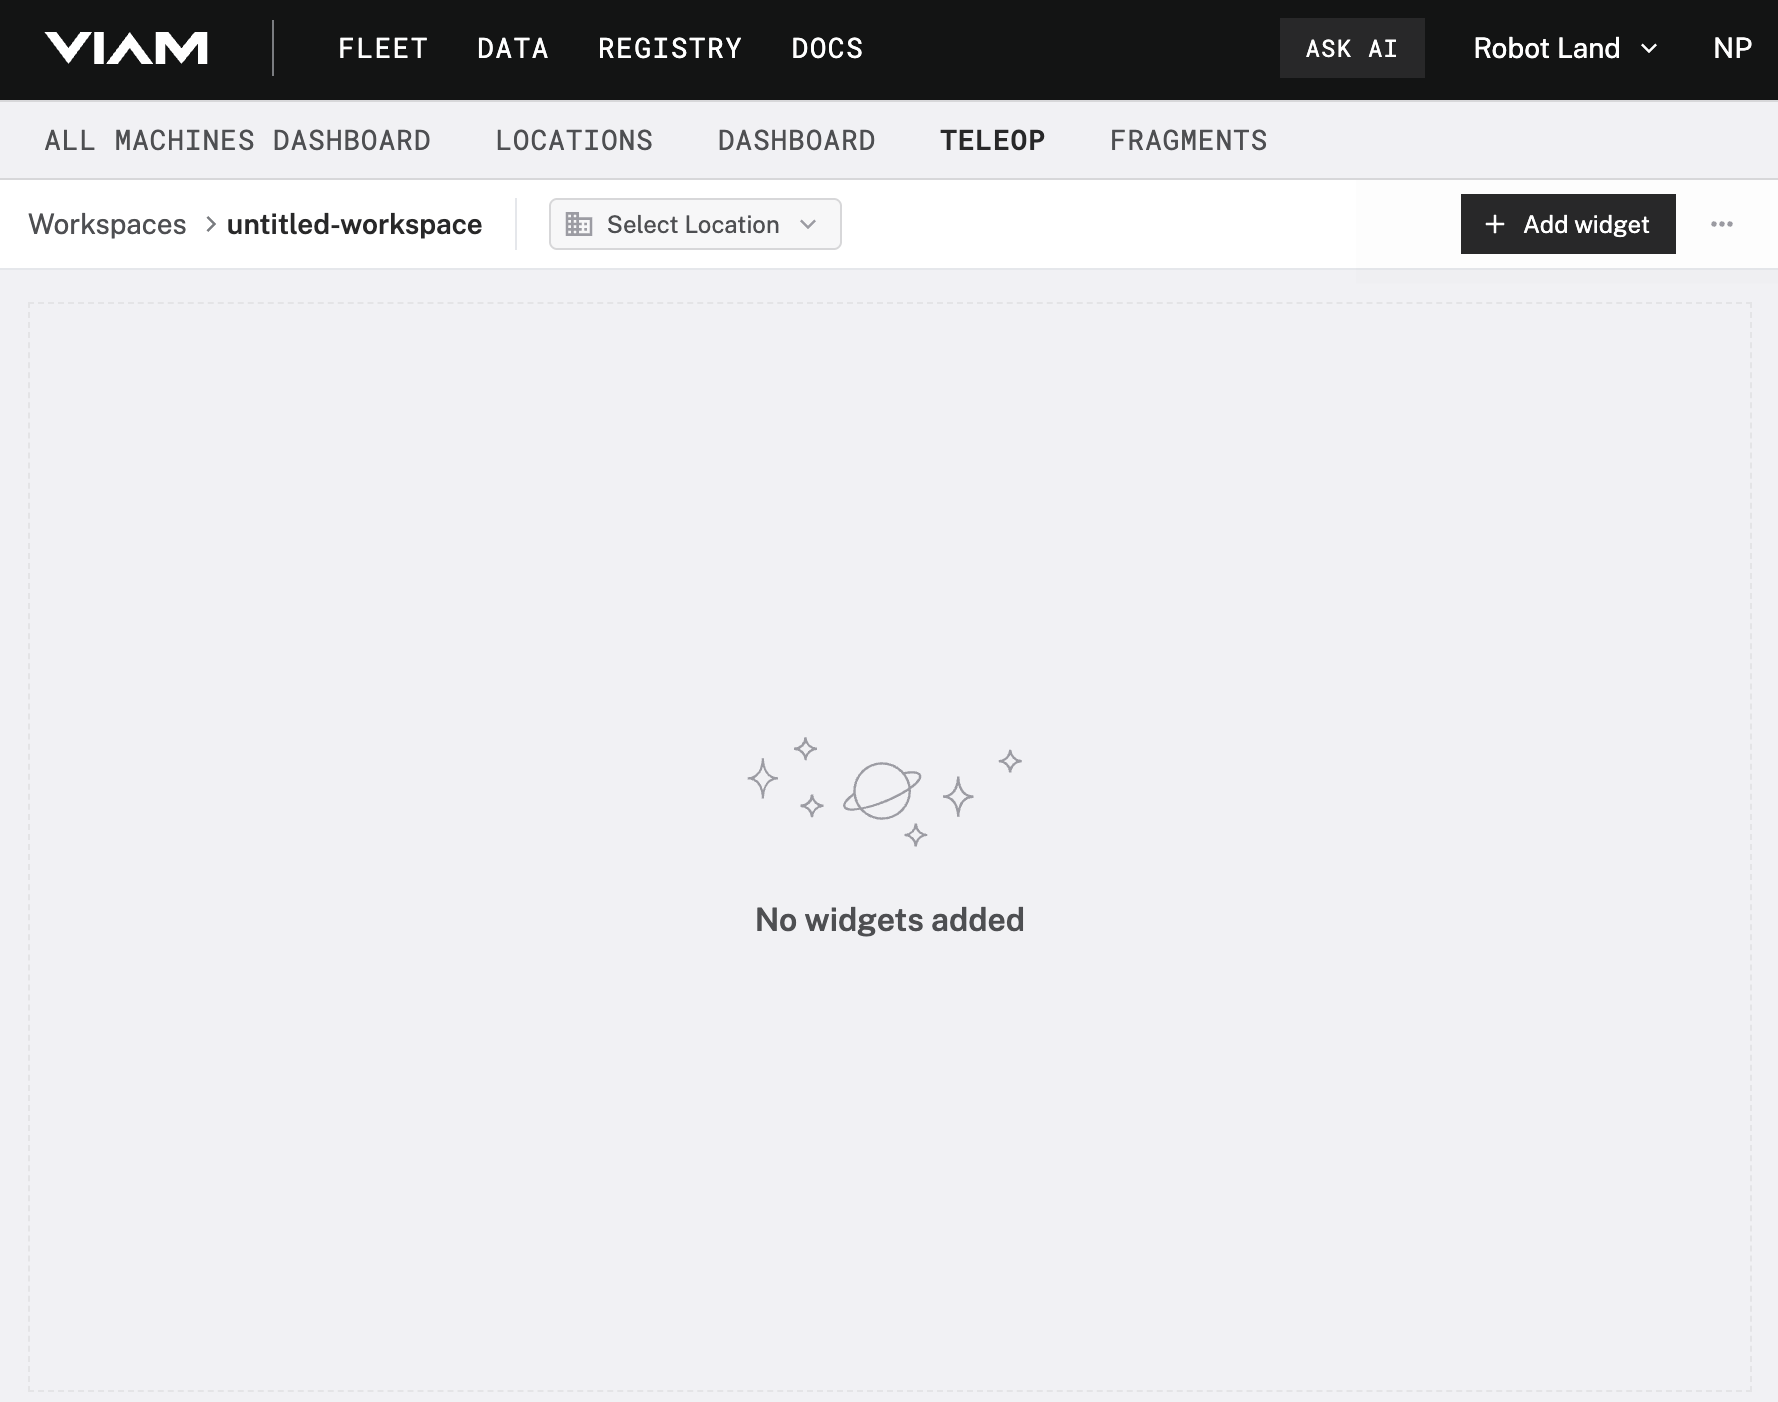 VIAM FLEET DATA REGISTRY DOCS ASK AI Robot Land NP
ALL MACHINES DASHBOARD LOCATIONS DASHBOARD TELEOP FRAGMENTS
Workspaces > untitled-workspace Select Location + Add widget ...
No widgets added